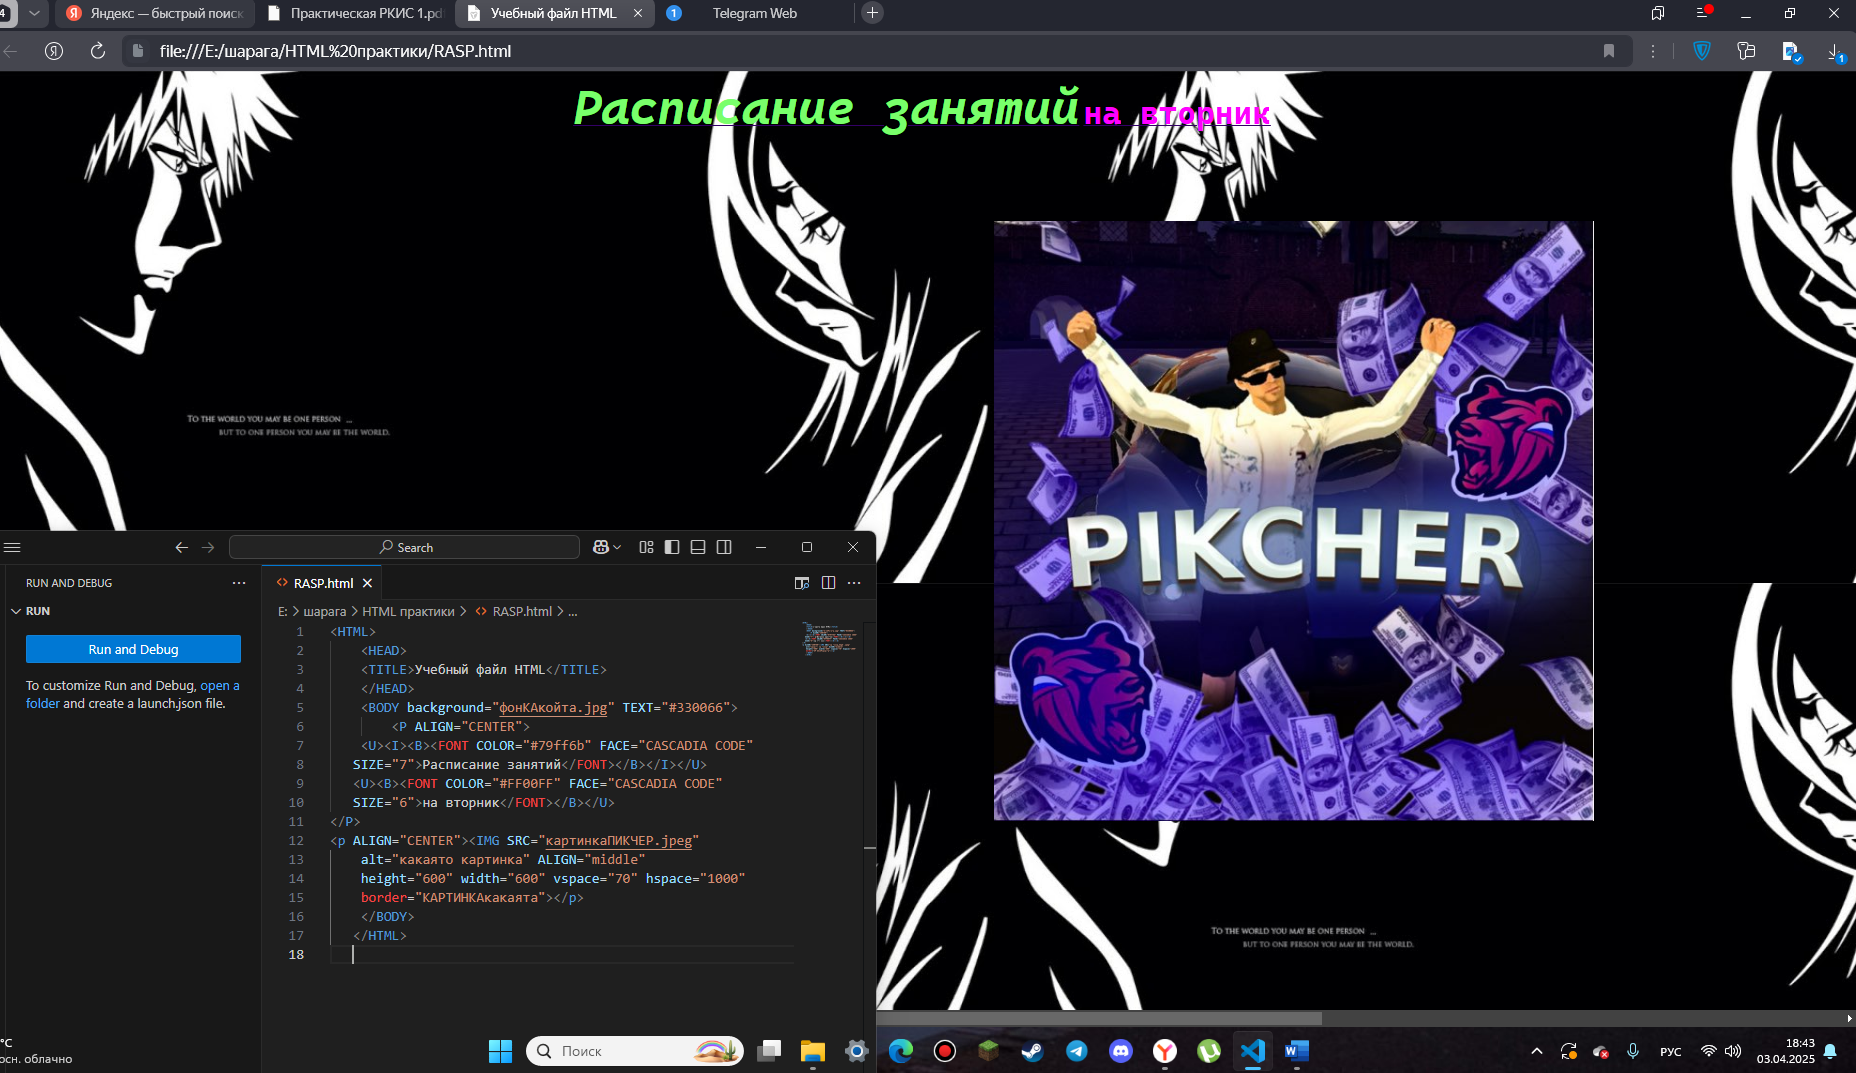 4
Яндекс — быстрый поиск
Практическая РКИС 1.pd
Учебный файл HTML
1
Telegram Web
file:///E:/шарага/HTML%20практики/RASP.html
1
Расписание занятий на вторник
TO THE WORLD YOU MAY BE ONE PERSON ...
BUT TO ONE PERSON YOU MAY BE THE WORLD.
PIKCHER
TO THE WORLD YOU MAY BE ONE PERSON ...
BUT TO ONE PERSON YOU MAY BE THE WORLD.
Search
RUN AND DEBUG
RUN
Run and Debug
To customize Run and Debug, open a
folder and create a launch.json file.
RASP.html
E: > шарага > HTML практики > RASP.html > ...
1 <HTML>
2 <HEAD>
3 <TITLE>Учебный файл HTML</TITLE>
4 </HEAD>
5 <BODY background="фонКАкойта.jpg" TEXT="#330066">
6 <P ALIGN="CENTER">
7 <U><I><B><FONT COLOR="#79ff6b" FACE="CASCADIA CODE"
8 SIZE="7">Расписание занятий</FONT></B></I></U>
9 <U><B><FONT COLOR="#FF00FF" FACE="CASCADIA CODE"
10 SIZE="6">на вторник</FONT></B></U>
11 </P>
12 <p ALIGN="CENTER"><IMG SRC="картинкаПИКЧЕР.jpeg"
13 alt="какаято картинка" ALIGN="middle"
14 height="600" width="600" vspace="70" hspace="1000"
15 border="КАРТИНКАкакаята"></p>
16 </BODY>
17 </HTML>
18
°C
осн. облачно
Поиск
РУС
18:43
03.04.2025